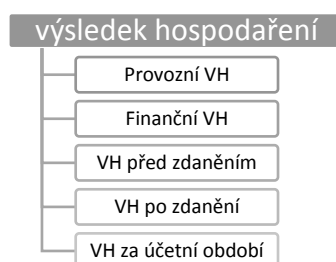 výsledek hospodaření
Provozní VH
Finanční VH
VH před zdaněním
VH po zdanění
VH za účetní období